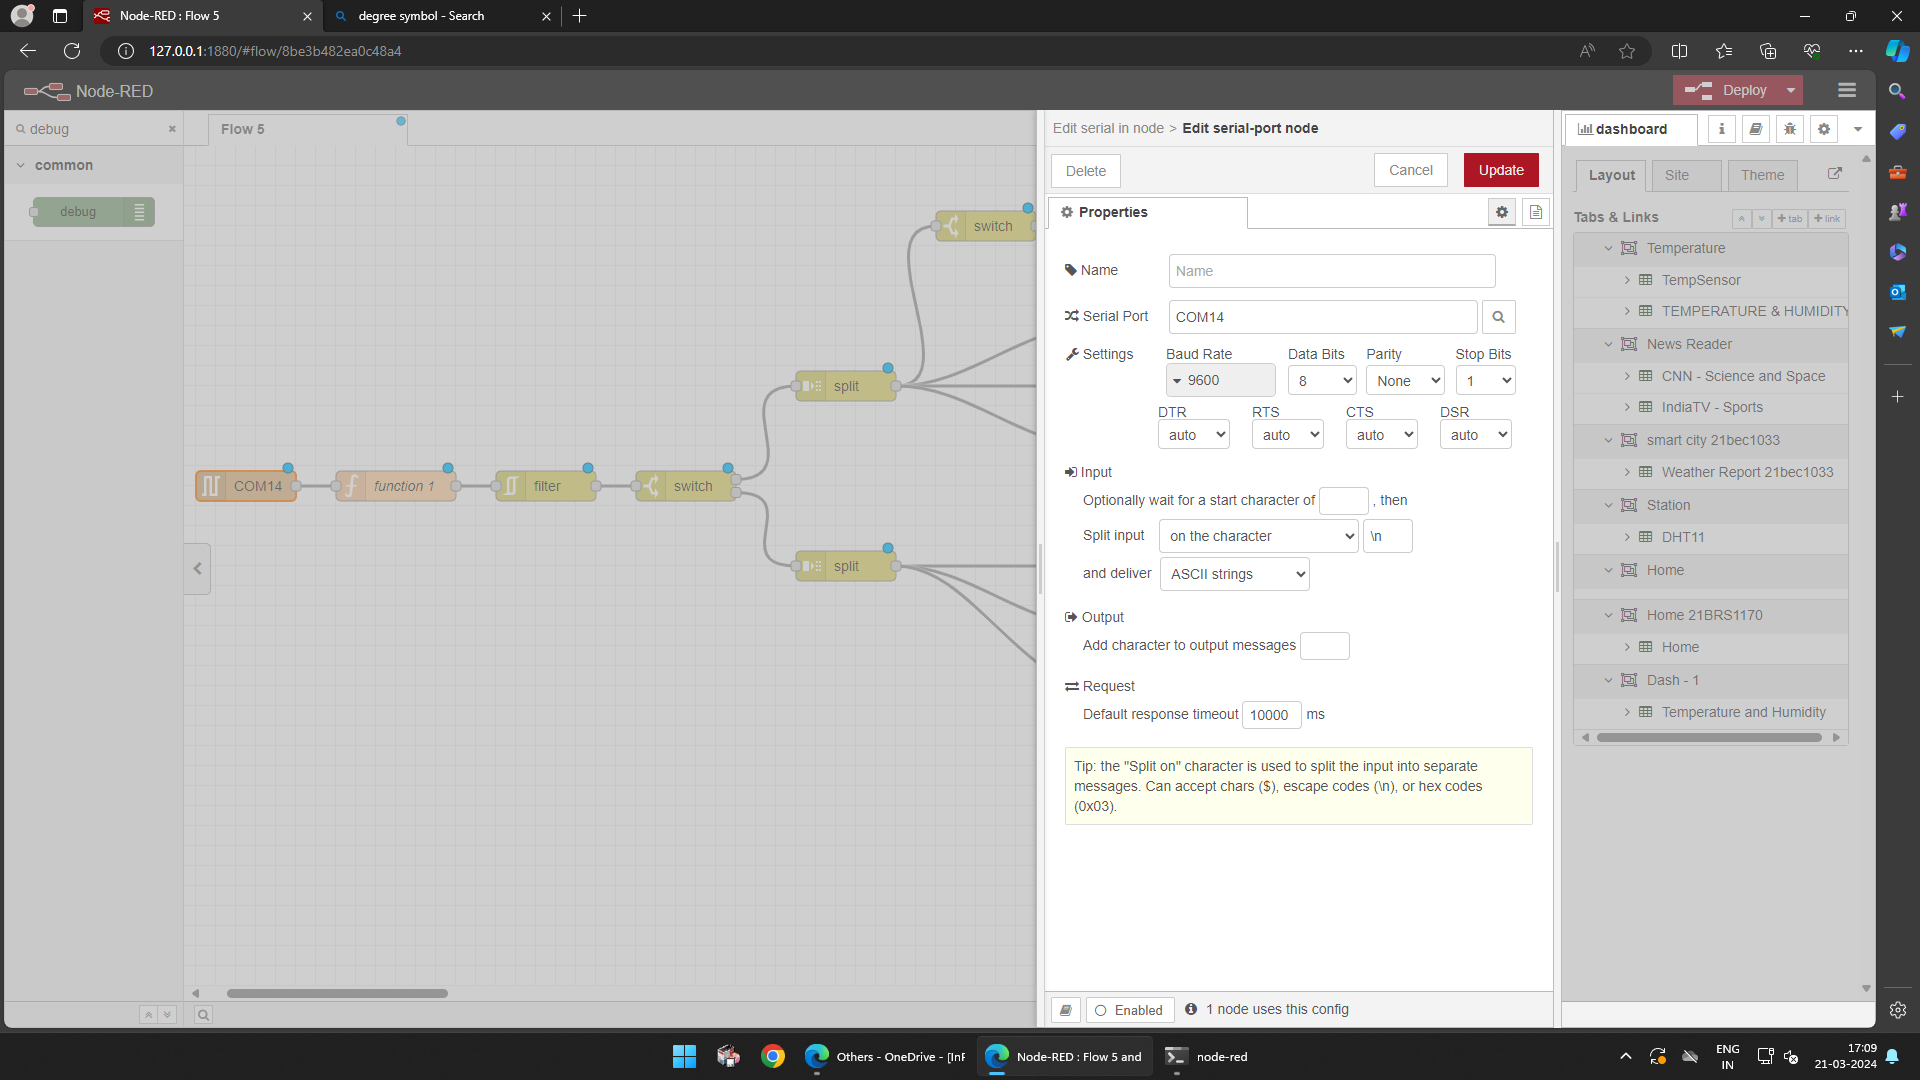 Node-RED : Flow 5
degree symbol - Search
127.0.0.1:1880/#flow/8be3b482ea0c48a4
Node-RED
Deploy
debug
Flow 5
Edit serial in node > Edit serial-port node
dashboard
common
Delete
Cancel
Update
Layout
Site
Theme
debug
Properties
Tabs & Links
tab
link
switch
Temperature
TempSensor
TEMPERATURE & HUMIDITY
News Reader
CNN - Science and Space
IndiaTV - Sports
smart city 21bec1033
Weather Report 21bec1033
Station
DHT11
Home
Home 21BRS1170
Home
Dash - 1
Temperature and Humidity
Name
Name
Serial Port
COM14
Settings
Baud Rate
Data Bits
Parity
Stop Bits
9600
8
None
1
DTR
RTS
CTS
DSR
auto
auto
auto
auto
split
COM14
function 1
filter
switch
split
Input
Optionally wait for a start character of , then
Split input on the character \n
and deliver ASCII strings
Output
Add character to output messages
Request
Default response timeout 10000 ms
Tip: the "Split on" character is used to split the input into separate
messages. Can accept chars ($), escape codes (\n), or hex codes
(0x03).
Enabled
1 node uses this config
Others - OneDrive - [InP
Node-RED : Flow 5 and
node-red
ENG
IN
17:09
21-03-2024